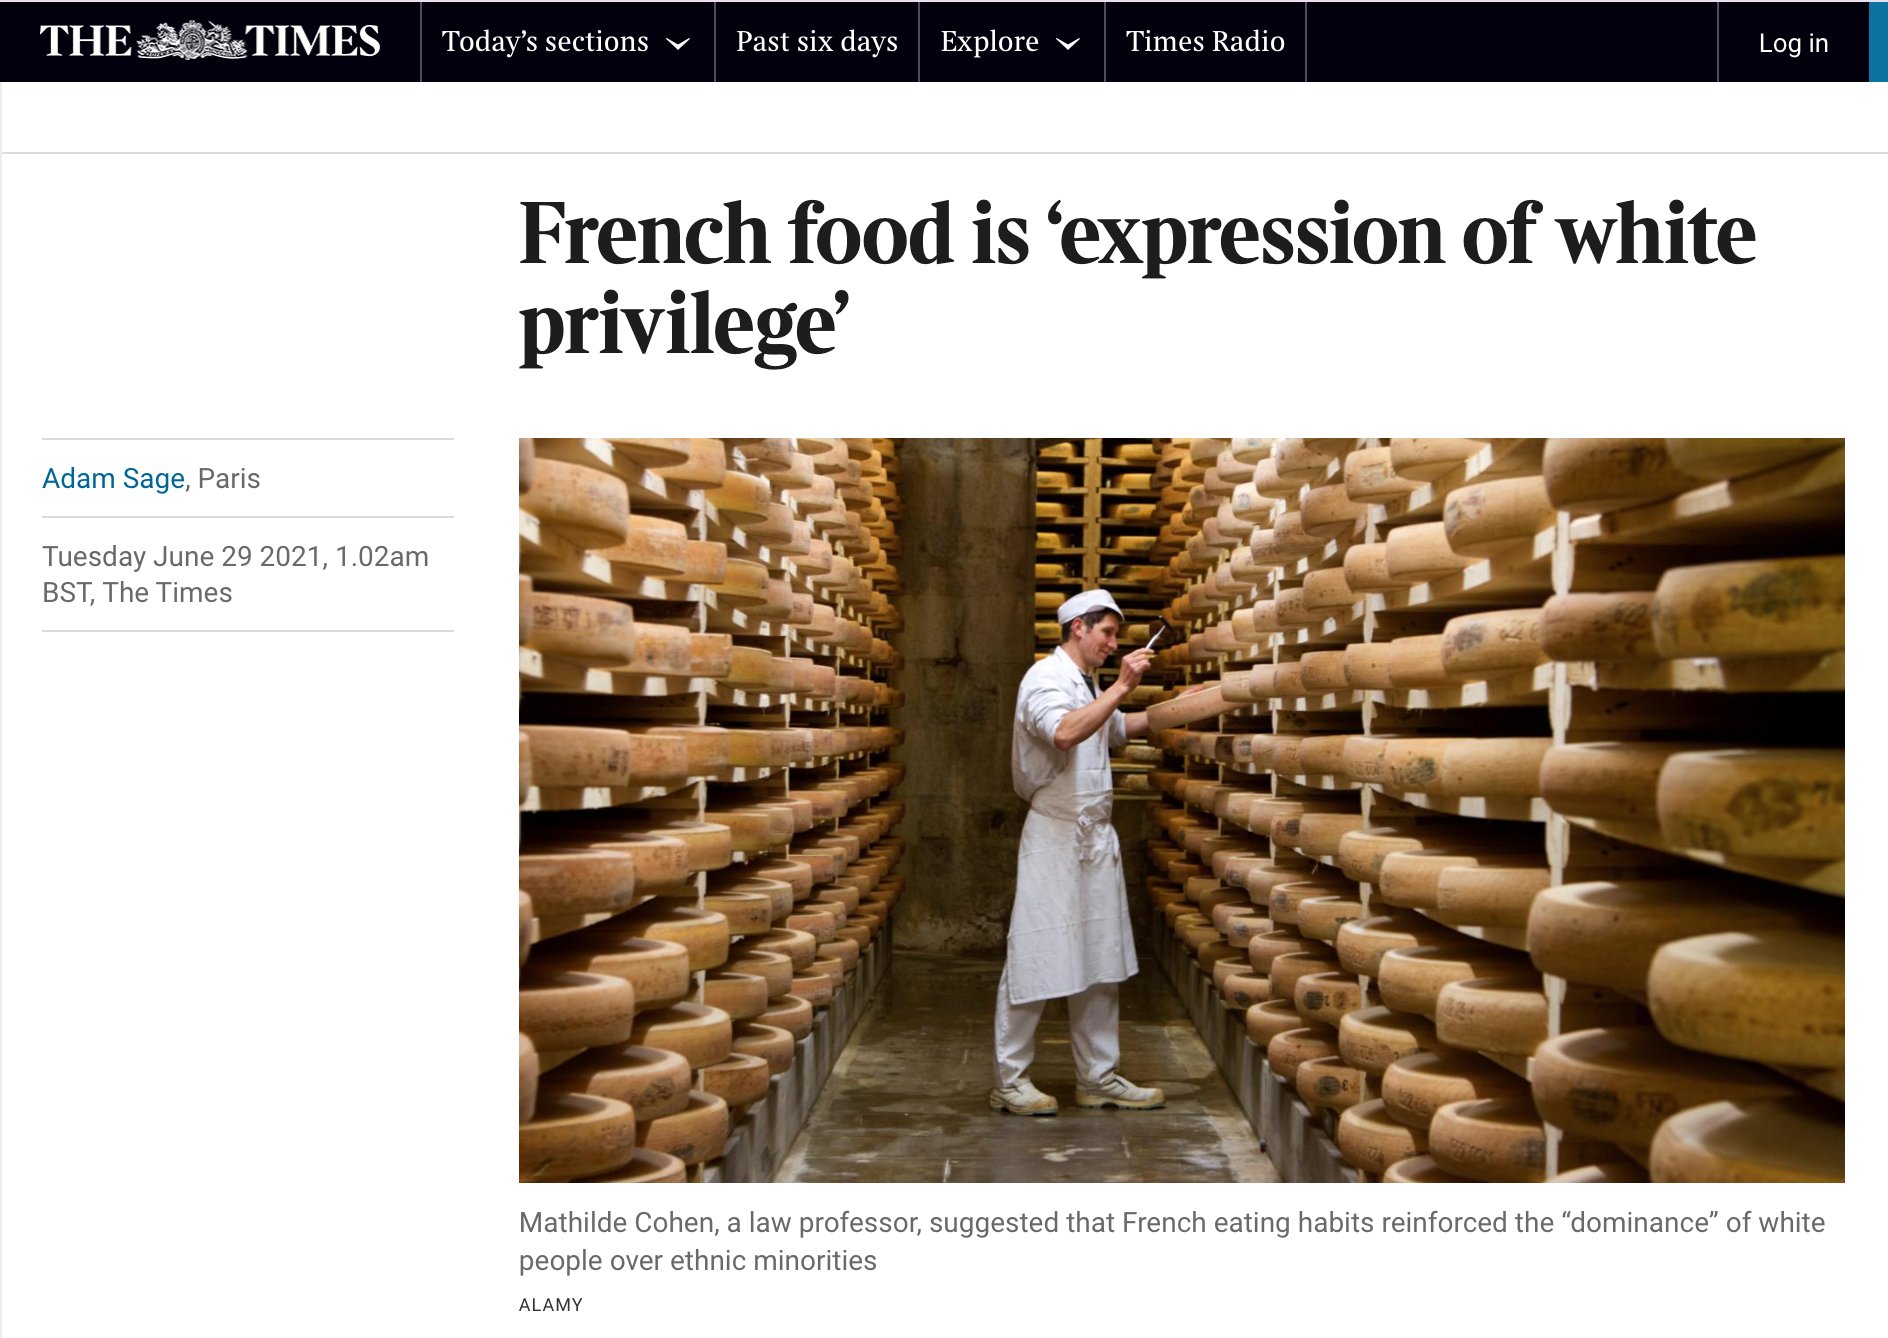 THE TIMES
Today’s sections
Past six days
Explore
Times Radio
Log in
French food is ‘expression of white
privilege’
Adam Sage, Paris
Tuesday June 29 2021, 1.02am
BST, The Times
Mathilde Cohen, a law professor, suggested that French eating habits reinforced the “dominance” of white
people over ethnic minorities
ALAMY